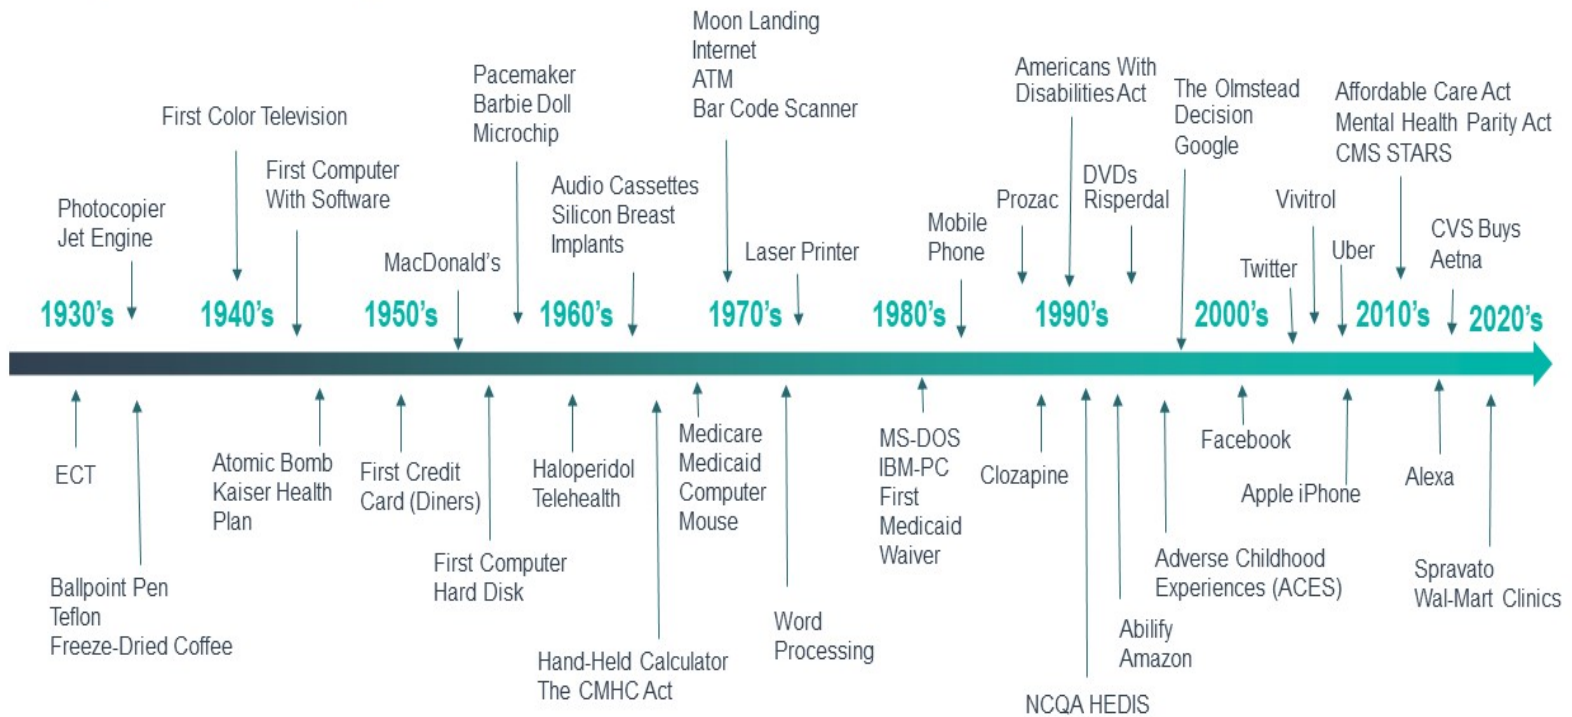 Moon Landing
Internet
ATM
Bar Code Scanner
Pacemaker
Barbie Doll
Microchip
Americans With
Disabilities Act
The Olmstead
Decision
Google
Affordable Care Act
Mental Health Parity Act
CMS STARS
First Color Television
First Computer
With Software
Audio Cassettes
Silicon Breast
Implants
DVDs
Risperdal
Photocopier
Jet Engine
Prozac
Vivitrol
Mobile
Phone
CVS Buys
Aetna
MacDonald's
Laser Printer
Twitter
Uber
1930's
1940's
1950's
1960's
1970's
1980's
1990's
2000's
2010's
2020's
ECT
Atomic Bomb
Kaiser Health
Plan
First Credit
Card (Diners)
Haloperidol
Telehealth
Medicare
Medicaid
Computer
Mouse
MS-DOS
IBM-PC
First
Medicaid
Waiver
Clozapine
Facebook
Apple iPhone
Alexa
Ballpoint Pen
Teflon
Freeze-Dried Coffee
First Computer
Hard Disk
Hand-Held Calculator
The CMHC Act
Word
Processing
NCQA HEDIS
Abilify
Amazon
Adverse Childhood
Experiences (ACES)
Spravato
Wal-Mart Clinics